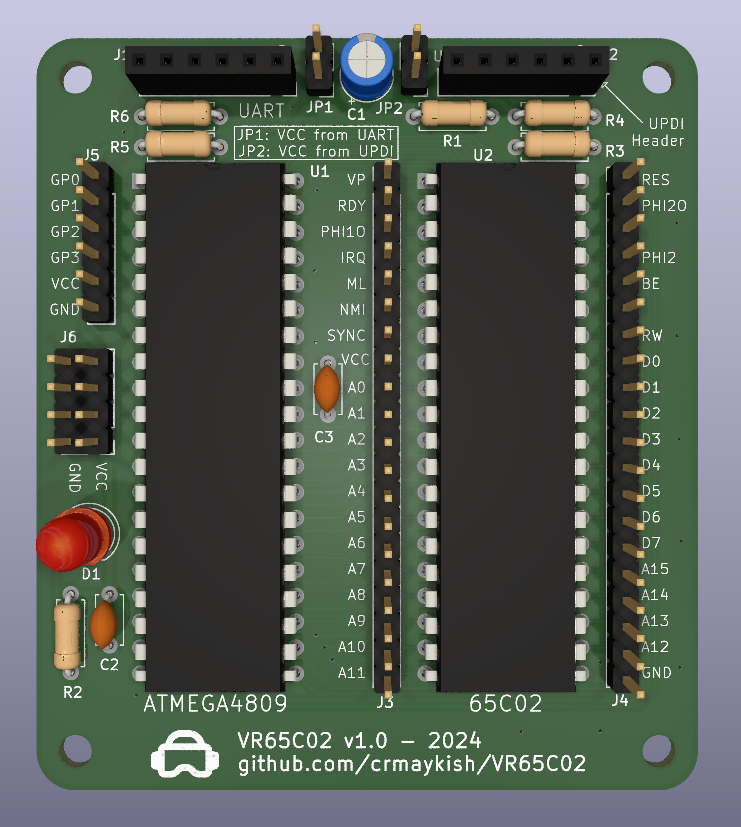 J1
JP1
C1
JP2
U
2
R6
UART
R1
R4
R5
JP1: VCC from UART
JP2: VCC from UPDI
R3
UPDI
Header
J5
U1
U2
GP0
GP1
GP2
GP3
VCC
GND
J6
GND
VCC
D1
R2
C2
C3
VP
RDY
PHI1O
IRQ
ML
NMI
SYNC
VCC
A0
A1
A2
A3
A4
A5
A6
A7
A8
A9
A10
A11
J3
RES
PHI2O
PHI2
BE
RW
D0
D1
D2
D3
D4
D5
D6
D7
A15
A14
A13
A12
GND
J4
ATMEGA4809
65C02
VR65C02 v1.0 – 2024
github.com/crmaykish/VR65C02